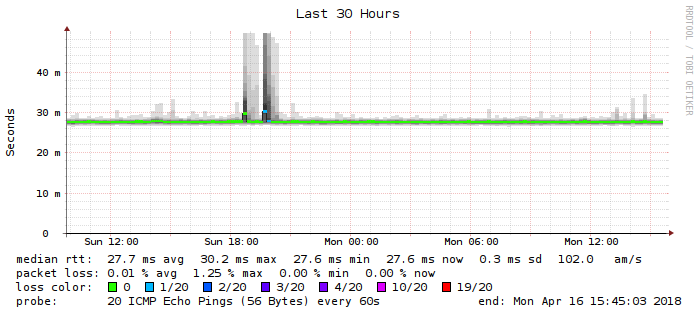 Last 30 Hours
RRDTOOL / TOBI OETIKER
Seconds
40 m
30 m
20 m
10 m
0
Sun 12:00 Sun 18:00 Mon 00:00 Mon 06:00 Mon 12:00
median rtt: 27.7 ms avg 30.2 ms max 27.6 ms min 27.6 ms now 0.3 ms sd 102.0 am/s
packet loss: 0.01 % avg 1.25 % max 0.00 % min 0.00 % now
loss color: 0 1/20 2/20 3/20 4/20 10/20 19/20
probe: 20 ICMP Echo Pings (56 Bytes) every 60s end: Mon Apr 16 15:45:03 2018